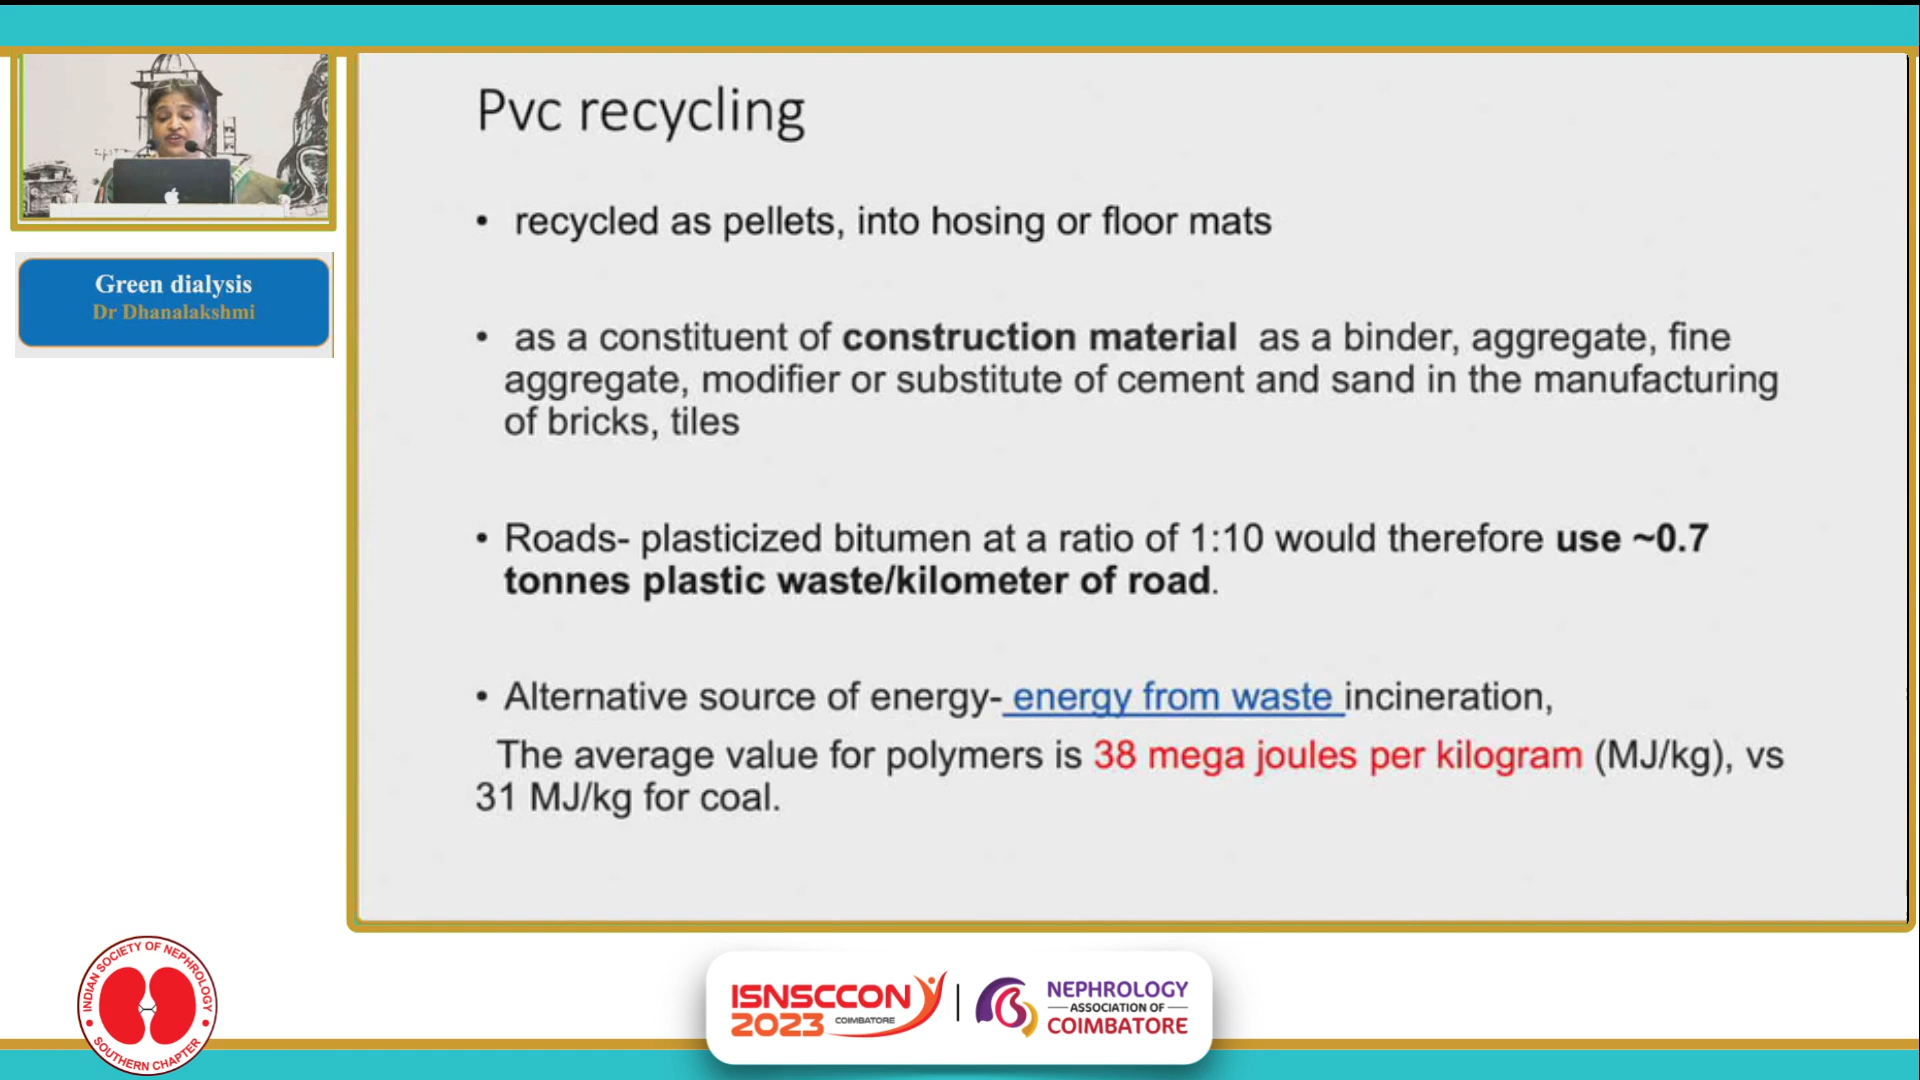 Green dialysis
Dr Dhanalakshmi
Pvc recycling
• recycled as pellets, into hosing or floor mats
• as a constituent of construction material as a binder, aggregate, fine
aggregate, modifier or substitute of cement and sand in the manufacturing
of bricks, tiles
• Roads- plasticized bitumen at a ratio of 1:10 would therefore use ~0.7
tonnes plastic waste/kilometer of road.
• Alternative source of energy- energy from waste incineration,
The average value for polymers is 38 mega joules per kilogram (MJ/kg), vs
31 MJ/kg for coal.
INDIAN SOCIETY OF NEPHROLOGY
SOUTHERN CHAPTER
ISNSCCON
2023 COIMBATORE
NEPHROLOGY
ASSOCIATION OF
COIMBATORE